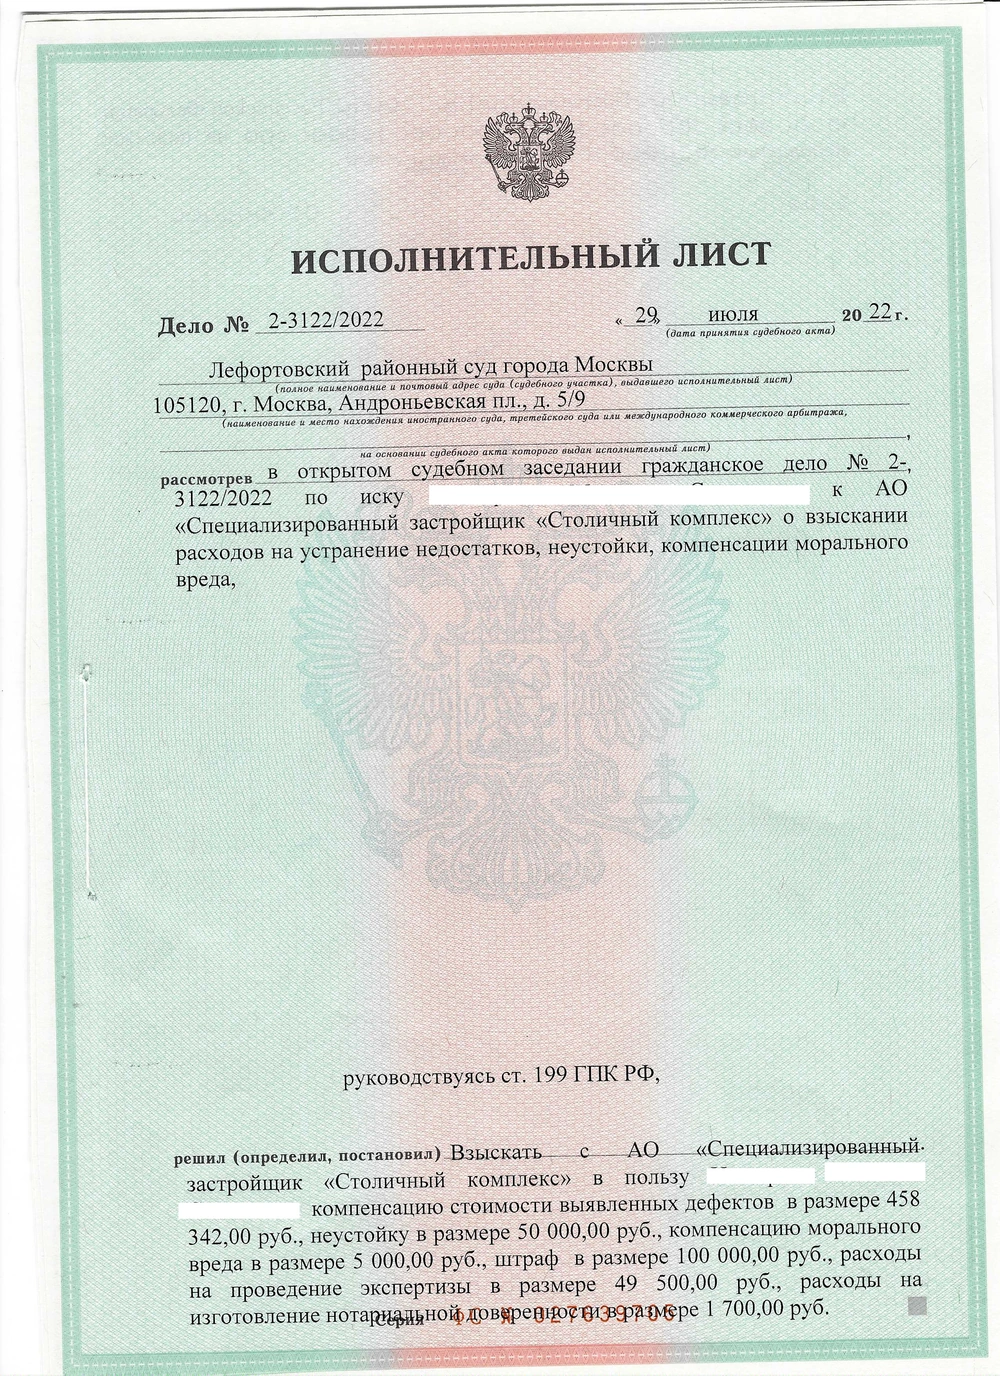 ИСПОЛНИТЕЛЬНЫЙ ЛИСТ
Дело № 2-3122/2022 « 29 » июля 20 22 г.
(дата принятия судебного акта)
Лефортовский районный суд города Москвы
(полное наименование и почтовый адрес суда (судебного участка), выдавшего исполнительный лист)
105120, г. Москва, Андроньевская пл., д. 5/9
(наименование и место нахождения иностранного суда, третейского суда или международного коммерческого арбитража,
,
на основании судебного акта которого выдан исполнительный лист)
рассмотрев в открытом судебном заседании гражданское дело № 2-,
3122/2022 по иску к АО
«Специализированный застройщик «Столичный комплекс» о взыскании
расходов на устранение недостатков, неустойки, компенсации морального
вреда,
руководствуясь ст. 199 ГПК РФ,
решил (определил, постановил) Взыскать с АО «Специализированный
застройщик «Столичный комплекс» в пользу
компенсацию стоимости выявленных дефектов в размере 458
342,00 руб., неустойку в размере 50 000,00 руб., компенсацию морального
вреда в размере 5 000,00 руб., штраф в размере 100 000,00 руб., расходы
на проведение экспертизы в размере 49 500,00 руб., расходы на
изготовление нотариальной доверенности в размере 1 700,00 руб.
Серия ФС №